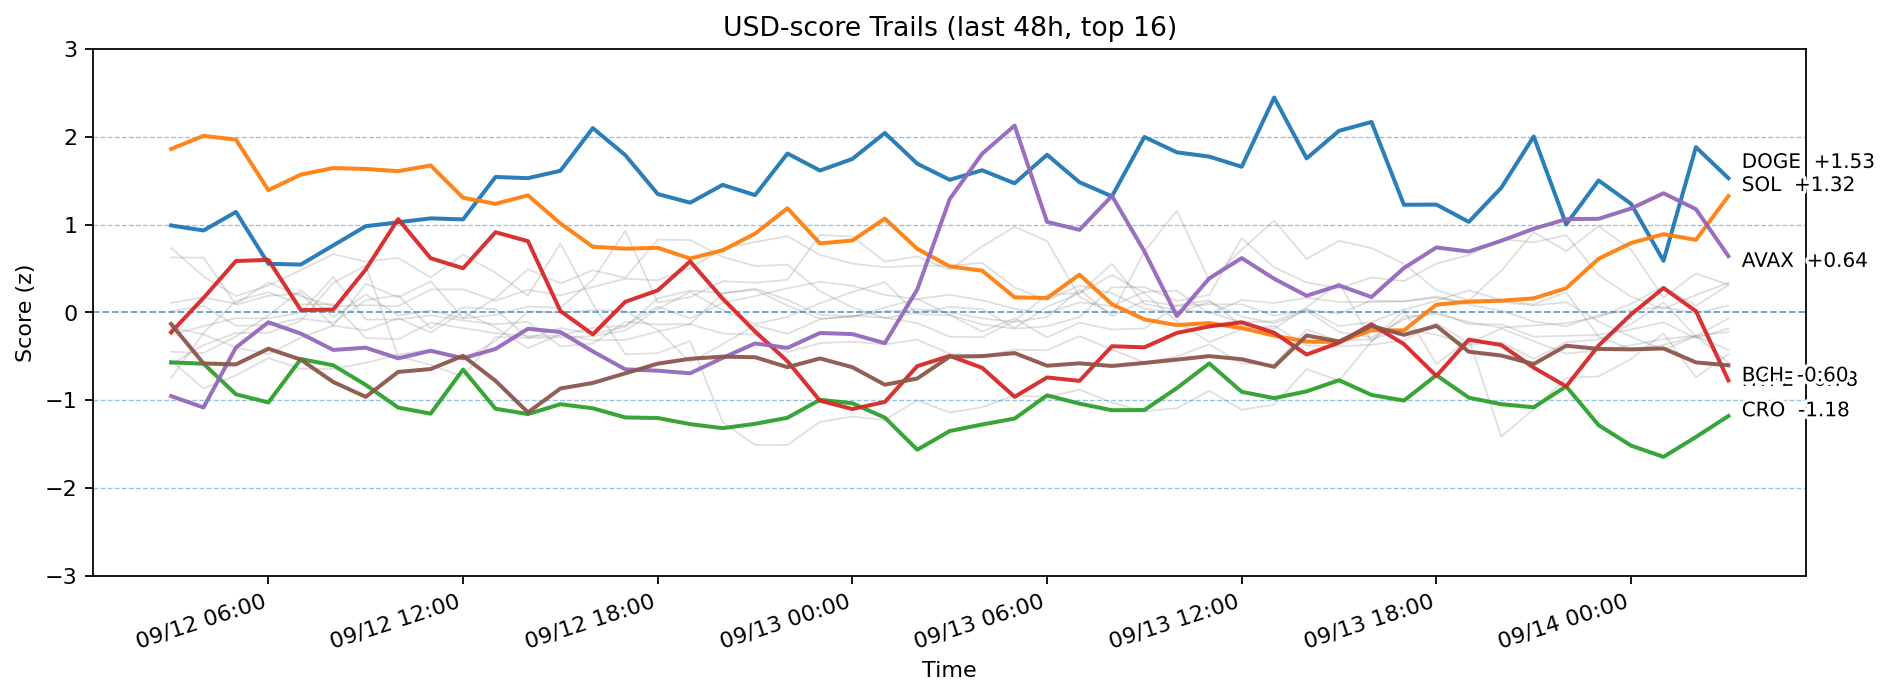 USD-score Trails (last 48h, top 16)
3
2
1
0
−1
−2
−3
Score (z)
DOGE +1.53
SOL +1.32
AVAX +0.64
BCH -0.60
CRO -1.18
09/12 06:00
09/12 12:00
09/12 18:00
09/13 00:00
09/13 06:00
09/13 12:00
09/13 18:00
09/14 00:00
Time